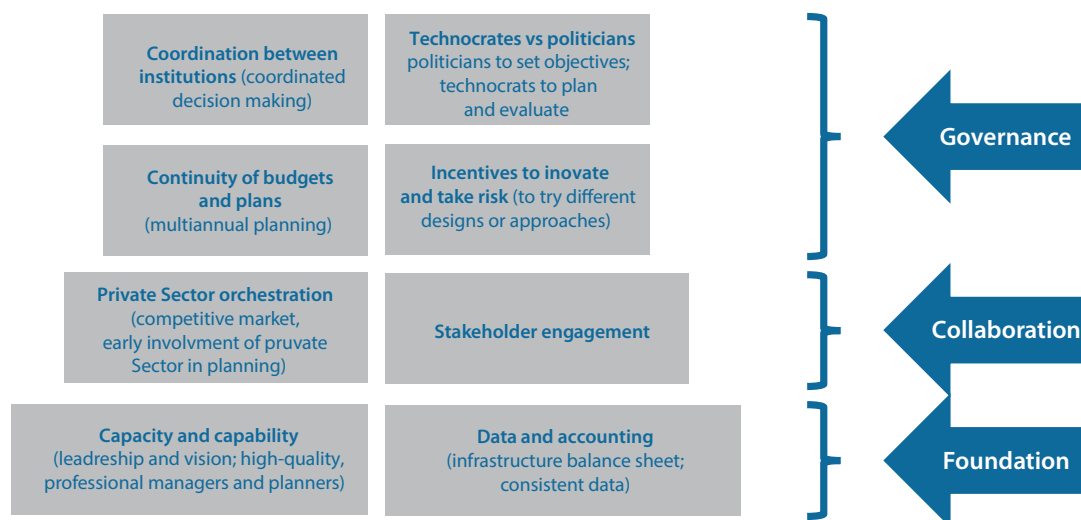 Coordination between
institutions (coordinated
decision making)
Technocrates vs politicians
politicians to set objectives;
technocrats to plan
and evaluate
Continuity of budgets
and plans
(multiannual planning)
Incentives to inovate
and take risk (to try different
designs or approaches)
Governance
Private Sector orchestration
(competitive market,
early involvment of pruvate
Sector in planning)
Stakeholder engagement
Collaboration
Capacity and capability
(leadreship and vision; high-quality,
professional managers and planners)
Data and accounting
(infrastructure balance sheet;
consistent data)
Foundation